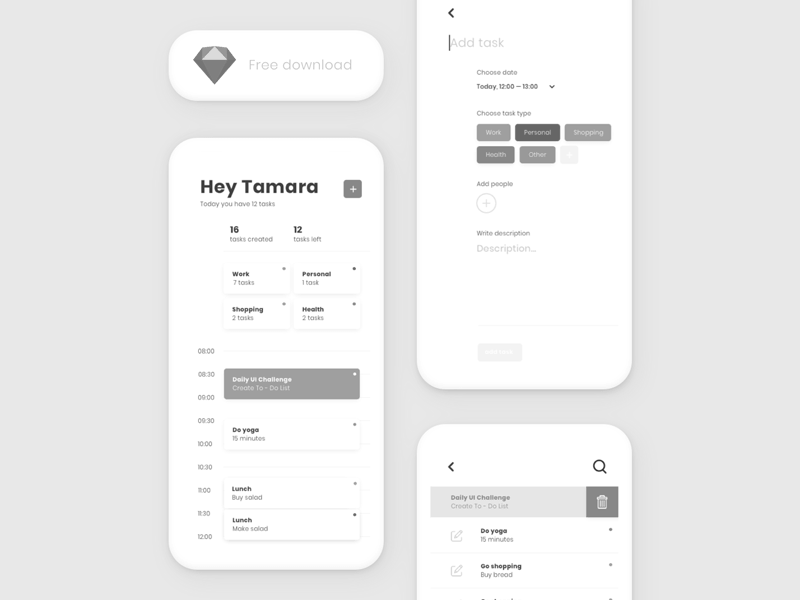 Free download
Hey Tamara
Today you have 12 tasks
16
tasks created
12
tasks left
Work
7 tasks
Personal
1 task
Shopping
2 tasks
Health
2 tasks
08:00
08:30
Daily UI Challenge
Create To - Do List
09:00
09:30
Do yoga
15 minutes
10:00
10:30
11:00
Lunch
Buy salad
11:30
Lunch
Make salad
12:00
Add task
Choose date
Today, 12:00 – 13:00
Choose task type
Work
Personal
Shopping
Health
Other
Add people
Write description
Description...
Daily UI Challenge
Create To - Do List
Do yoga
15 minutes
Go shopping
Buy bread